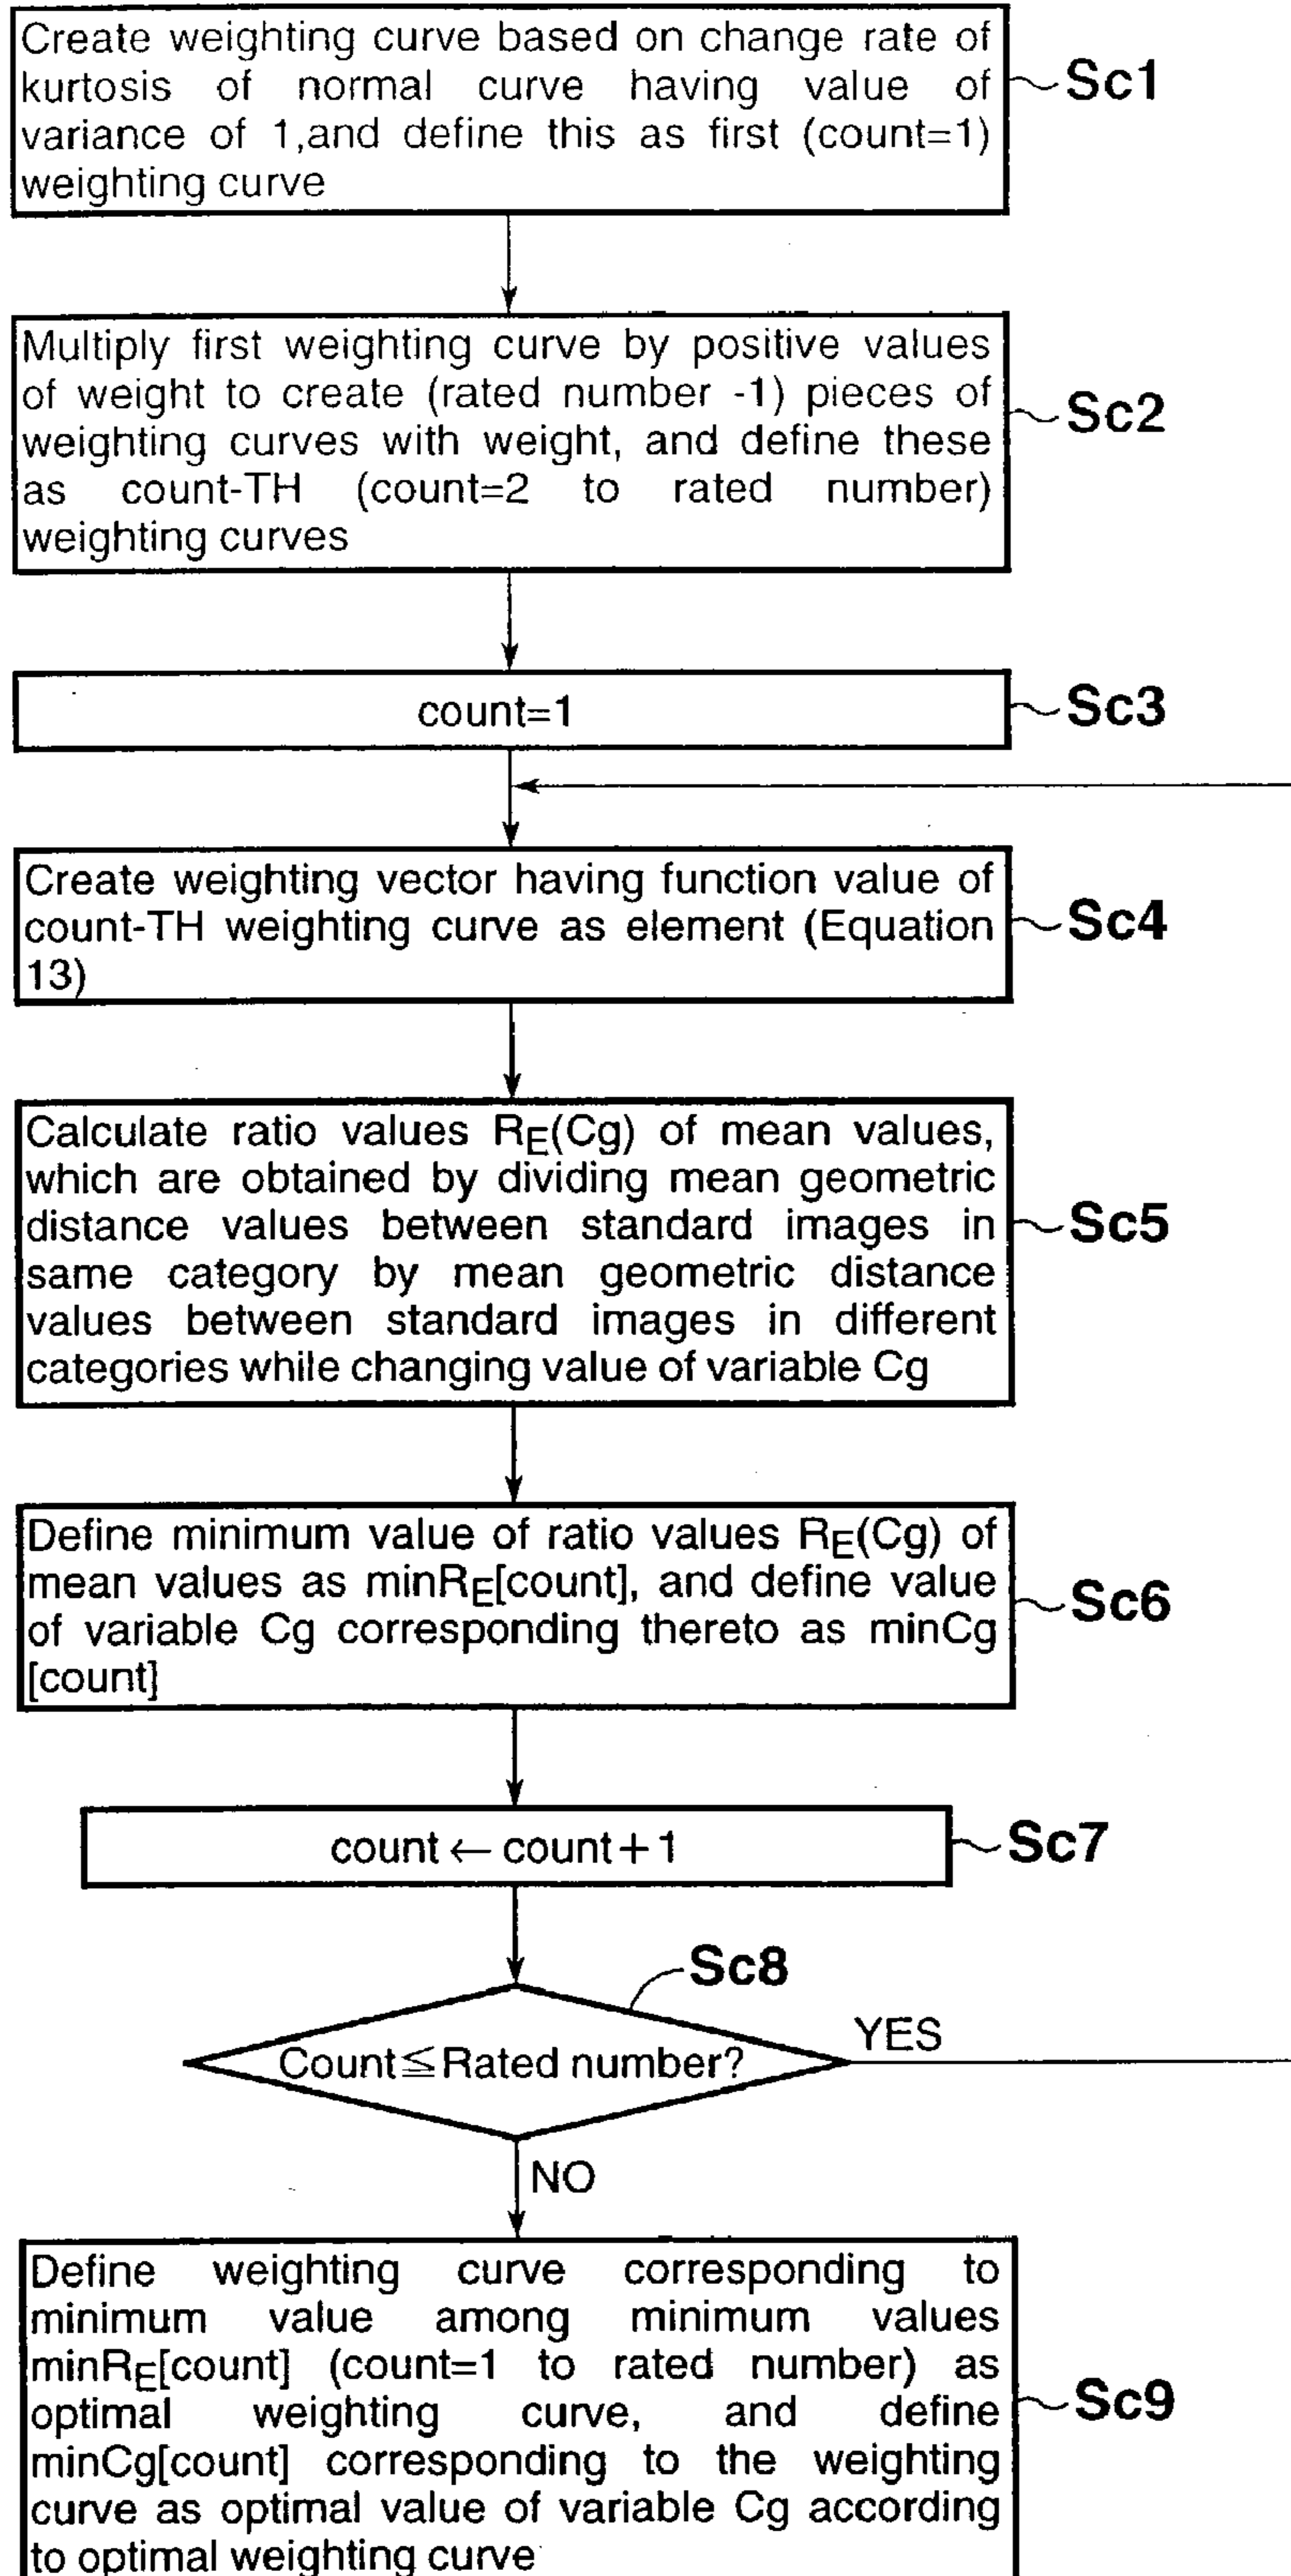 Create weighting curve based on change rate of
kurtosis of normal curve having value of
variance of 1,and define this as first (count=1)
weighting curve
Sc1
Multiply first weighting curve by positive values
of weight to create (rated number -1) pieces of
weighting curves with weight, and define these
as count-TH (count=2 to rated number)
weighting curves
Sc2
count=1
Sc3
Create weighting vector having function value of
count-TH weighting curve as element (Equation
13)
Sc4
Calculate ratio values RE(Cg) of mean values,
which are obtained by dividing mean geometric
distance values between standard images in
same category by mean geometric distance
values between standard images in different
categories while changing value of variable Cg
Sc5
Define minimum value of ratio values RE(Cg) of
mean values as minRE[count], and define value
of variable Cg corresponding thereto as minCg
[count]
Sc6
count ← count+1
Sc7
Sc8
Count≦Rated number?
YES
NO
Define weighting curve corresponding to
minimum value among minimum values
minRE[count] (count=1 to rated number) as
optimal weighting curve, and define
minCg[count] corresponding to the weighting
curve as optimal value of variable Cg according
to optimal weighting curve
Sc9